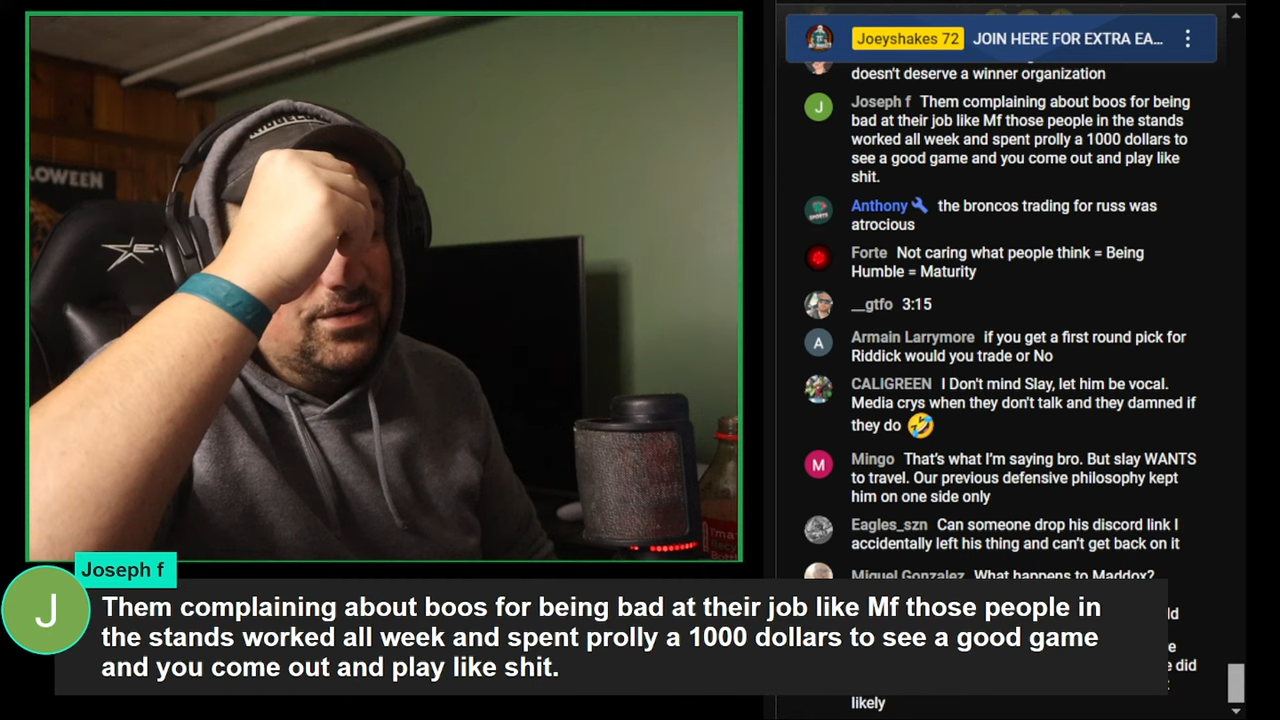 LOWEEN
Joeyshakes 72 JOIN HERE FOR EXTRA EA...
doesn't deserve a winner organization
J Joseph f Them complaining about boos for being
bad at their job like Mf those people in the stands
worked all week and spent prolly a 1000 dollars to
see a good game and you come out and play like
shit.
Anthony the broncos trading for russ was
atrocious
Forte Not caring what people think = Being
Humble = Maturity
__gtfo 3:15
A Armain Larrymore if you get a first round pick for
Riddick would you trade or No
CALIGREEN I Don't mind Slay, let him be vocal.
Media crys when they don't talk and they damned if
they do 🤣
M Mingo That's what I'm saying bro. But slay WANTS
to travel. Our previous defensive philosophy kept
him on one side only
Eagles_szn Can someone drop his discord link I
accidentally left his thing and can't get back on it
Miguel Gonzalez What happens to Maddox?
did
likely
Joseph f
J
Them complaining about boos for being bad at their job like Mf those people in
the stands worked all week and spent prolly a 1000 dollars to see a good game
and you come out and play like shit.